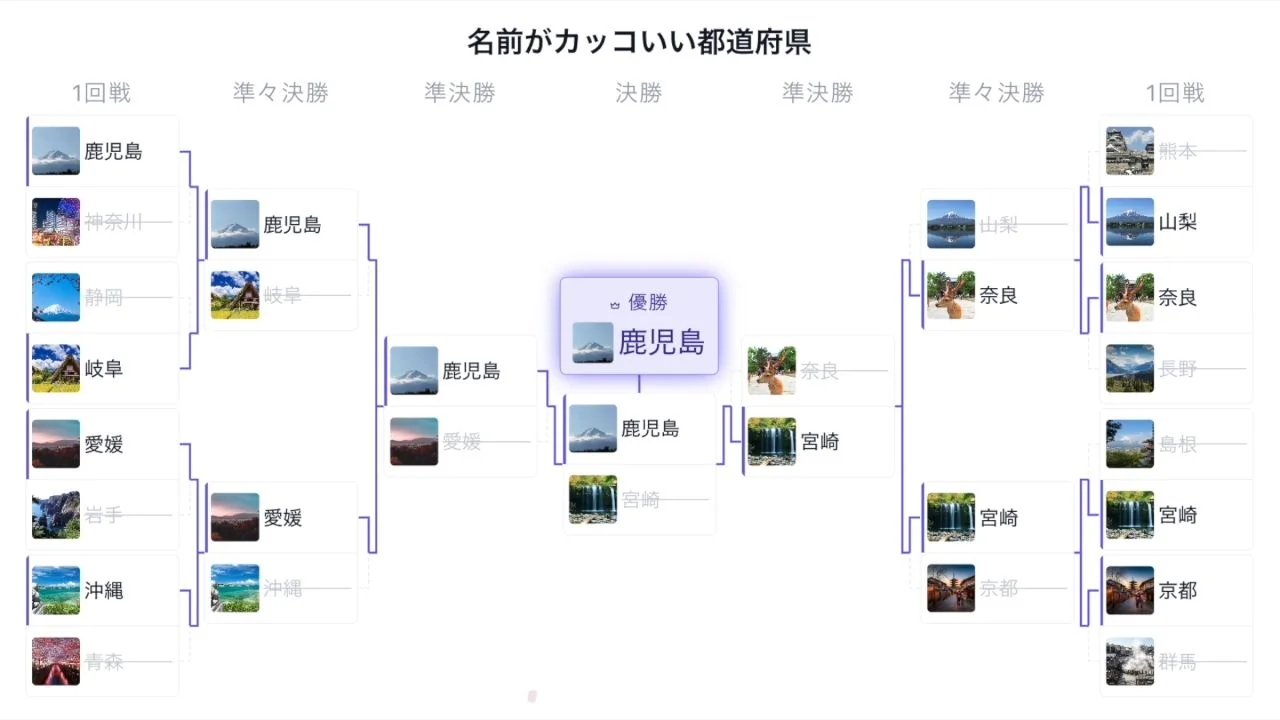 名前がカッコいい都道府県
1回戦
準々決勝
準決勝
決勝
準決勝
準々決勝
1回戦
鹿児島
神奈川
静岡
岐阜
愛媛
岩手
沖縄
青森
鹿児島
岐阜
愛媛
沖縄
鹿児島
愛媛
優勝
鹿児島
鹿児島
宮崎
奈良
宮崎
山梨
奈良
宮崎
京都
熊本
山梨
奈良
長野
島根
宮崎
京都
群馬